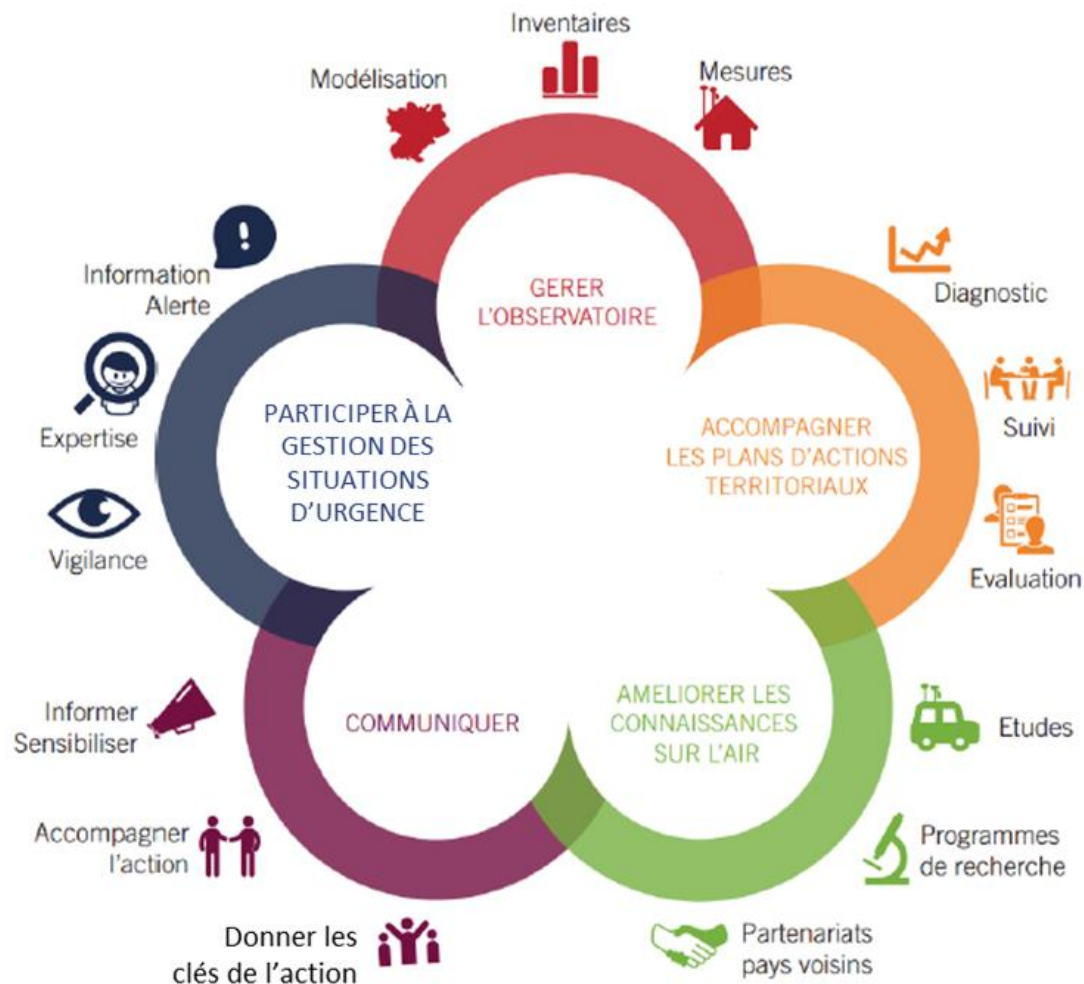 Inventaires
Modélisation
Mesures
GERER
L'OBSERVATOIRE
Information
Alerte
Expertise
Vigilance
PARTICIPER À LA
GESTION DES
SITUATIONS
D'URGENCE
Diagnostic
Suivi
Evaluation
ACCOMPAGNER
LES PLANS D'ACTIONS
TERRITORIAUX
Informer
Sensibiliser
Accompagner
l'action
Donner les
clés de l'action
COMMUNIQUER
AMELIORER LES
CONNAISSANCES
SUR L'AIR
Etudes
Programmes
de recherche
Partenariats
pays voisins